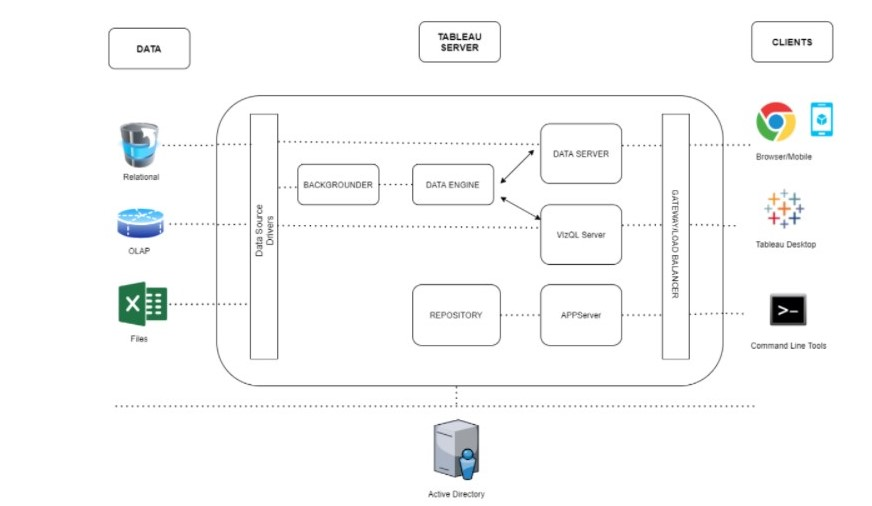 DATA
TABLEAU
SERVER
CLIENTS
Relational
OLAP
Files
Data Source
Drivers
BACKGROUNDER
DATA ENGINE
DATA SERVER
VizQL Server
REPOSITORY
APPServer
GATEWAY/LOAD BALANCER
Browser/Mobile
Tableau Desktop
>-
Command Line Tools
X
Active Directory